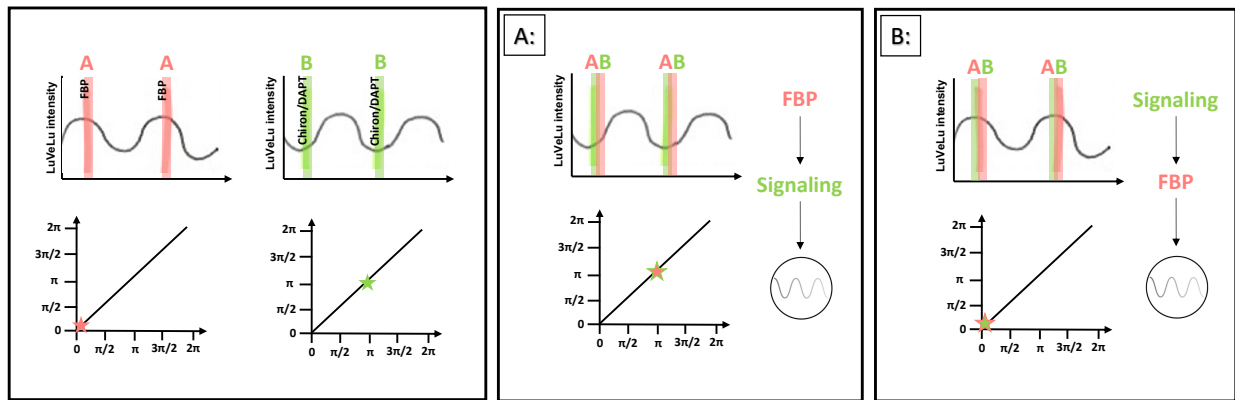 A A
LuVeLu intensity
FBP
FBP
2π
3π/2
π
π/2
0
0 π/2 π 3π/2 2π
B B
LuVeLu intensity
Chiron/DAPT
Chiron/DAPT
2π
3π/2
π
π/2
0
0 π/2 π 3π/2 2π
A:
AB AB
LuVeLu intensity
2π
3π/2
π
π/2
0
0 π/2 π 3π/2 2π
FBP
Signaling
B:
AB AB
LuVeLu intensity
2π
3π/2
π
π/2
0
0 π/2 π 3π/2 2π
Signaling
FBP